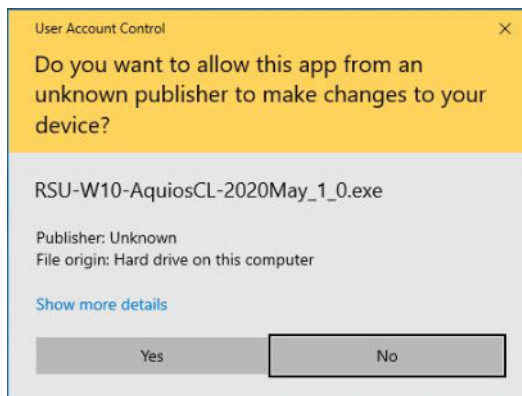 User Account Control
Do you want to allow this app from an
unknown publisher to make changes to your
device?
RSU-W10-AquiosCL-2020May_1_0.exe
Publisher: Unknown
File origin: Hard drive on this computer
Show more details
Yes
No